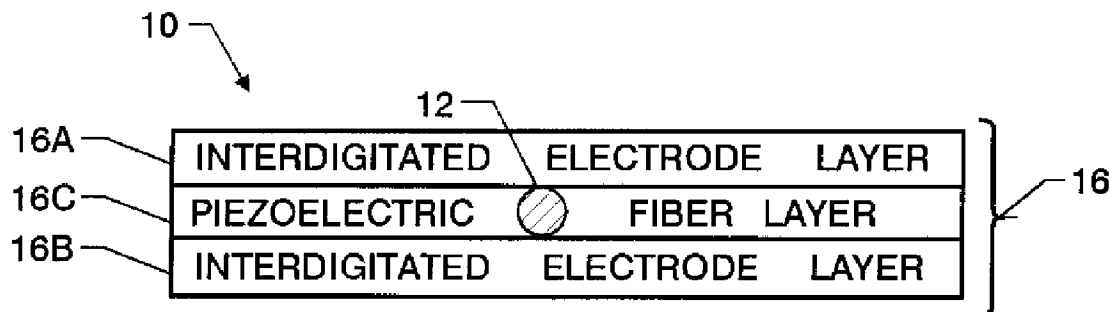 10
12
16A INTERDIGITATED ELECTRODE LAYER
16C PIEZOELECTRIC FIBER LAYER 16
16B INTERDIGITATED ELECTRODE LAYER